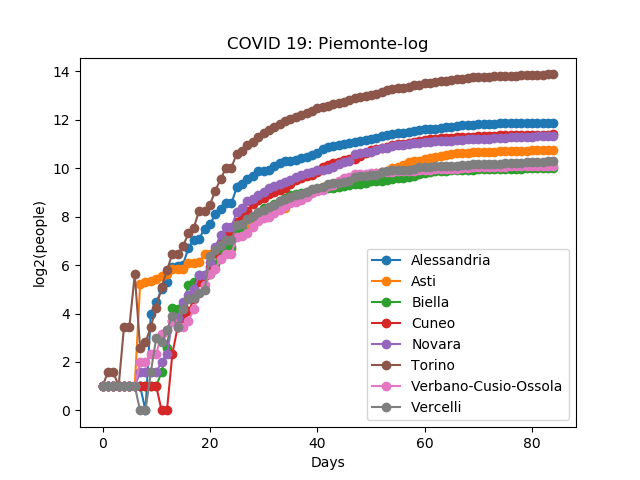 COVID 19: Piemonte-log
log2(people)
14
12
10
8
6
4
2
0
0 20 40 60 80
Days
Alessandria
Asti
Biella
Cuneo
Novara
Torino
Verbano-Cusio-Ossola
Vercelli